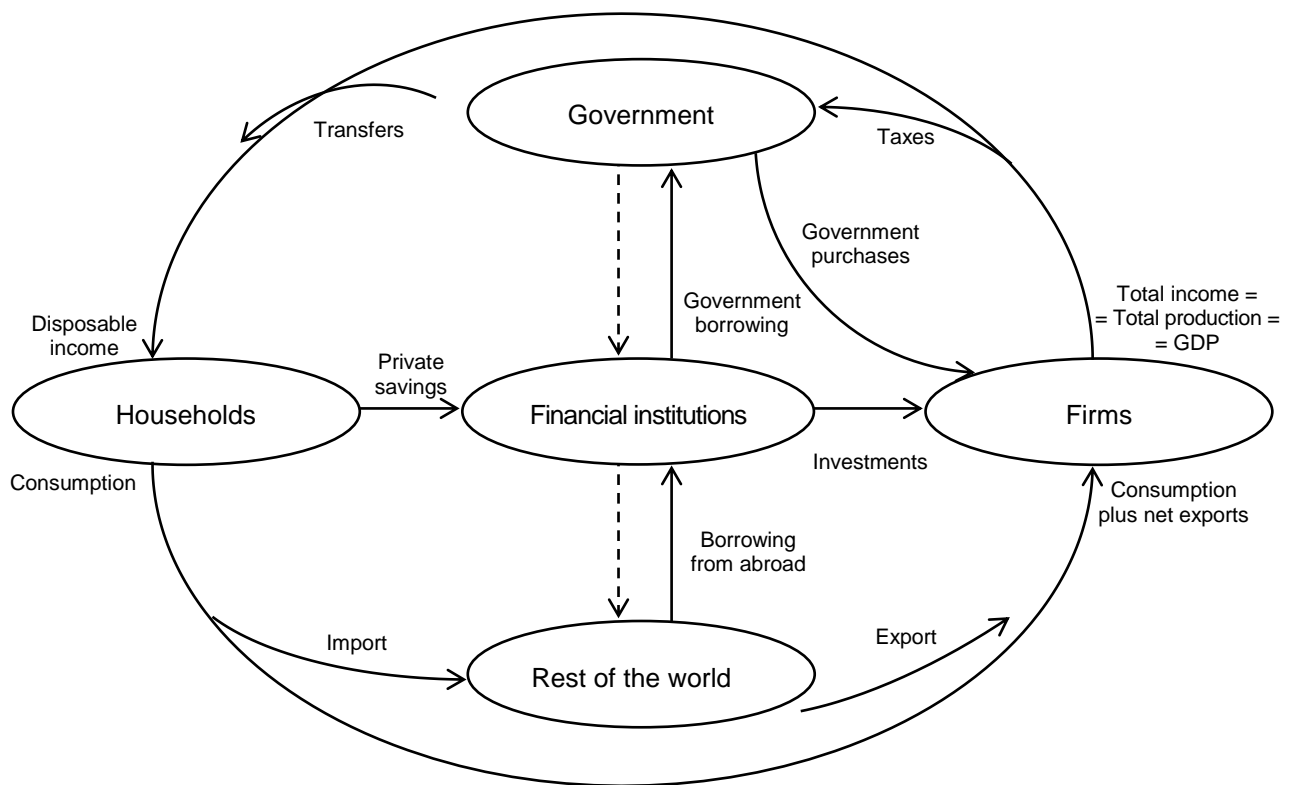 Government
Transfers
Taxes
Government
purchases
Government
borrowing
Total income =
= Total production =
= GDP
Disposable
income
Private
savings
Households
Financial institutions
Firms
Investments
Consumption
Consumption
plus net exports
Borrowing
from abroad
Import
Export
Rest of the world